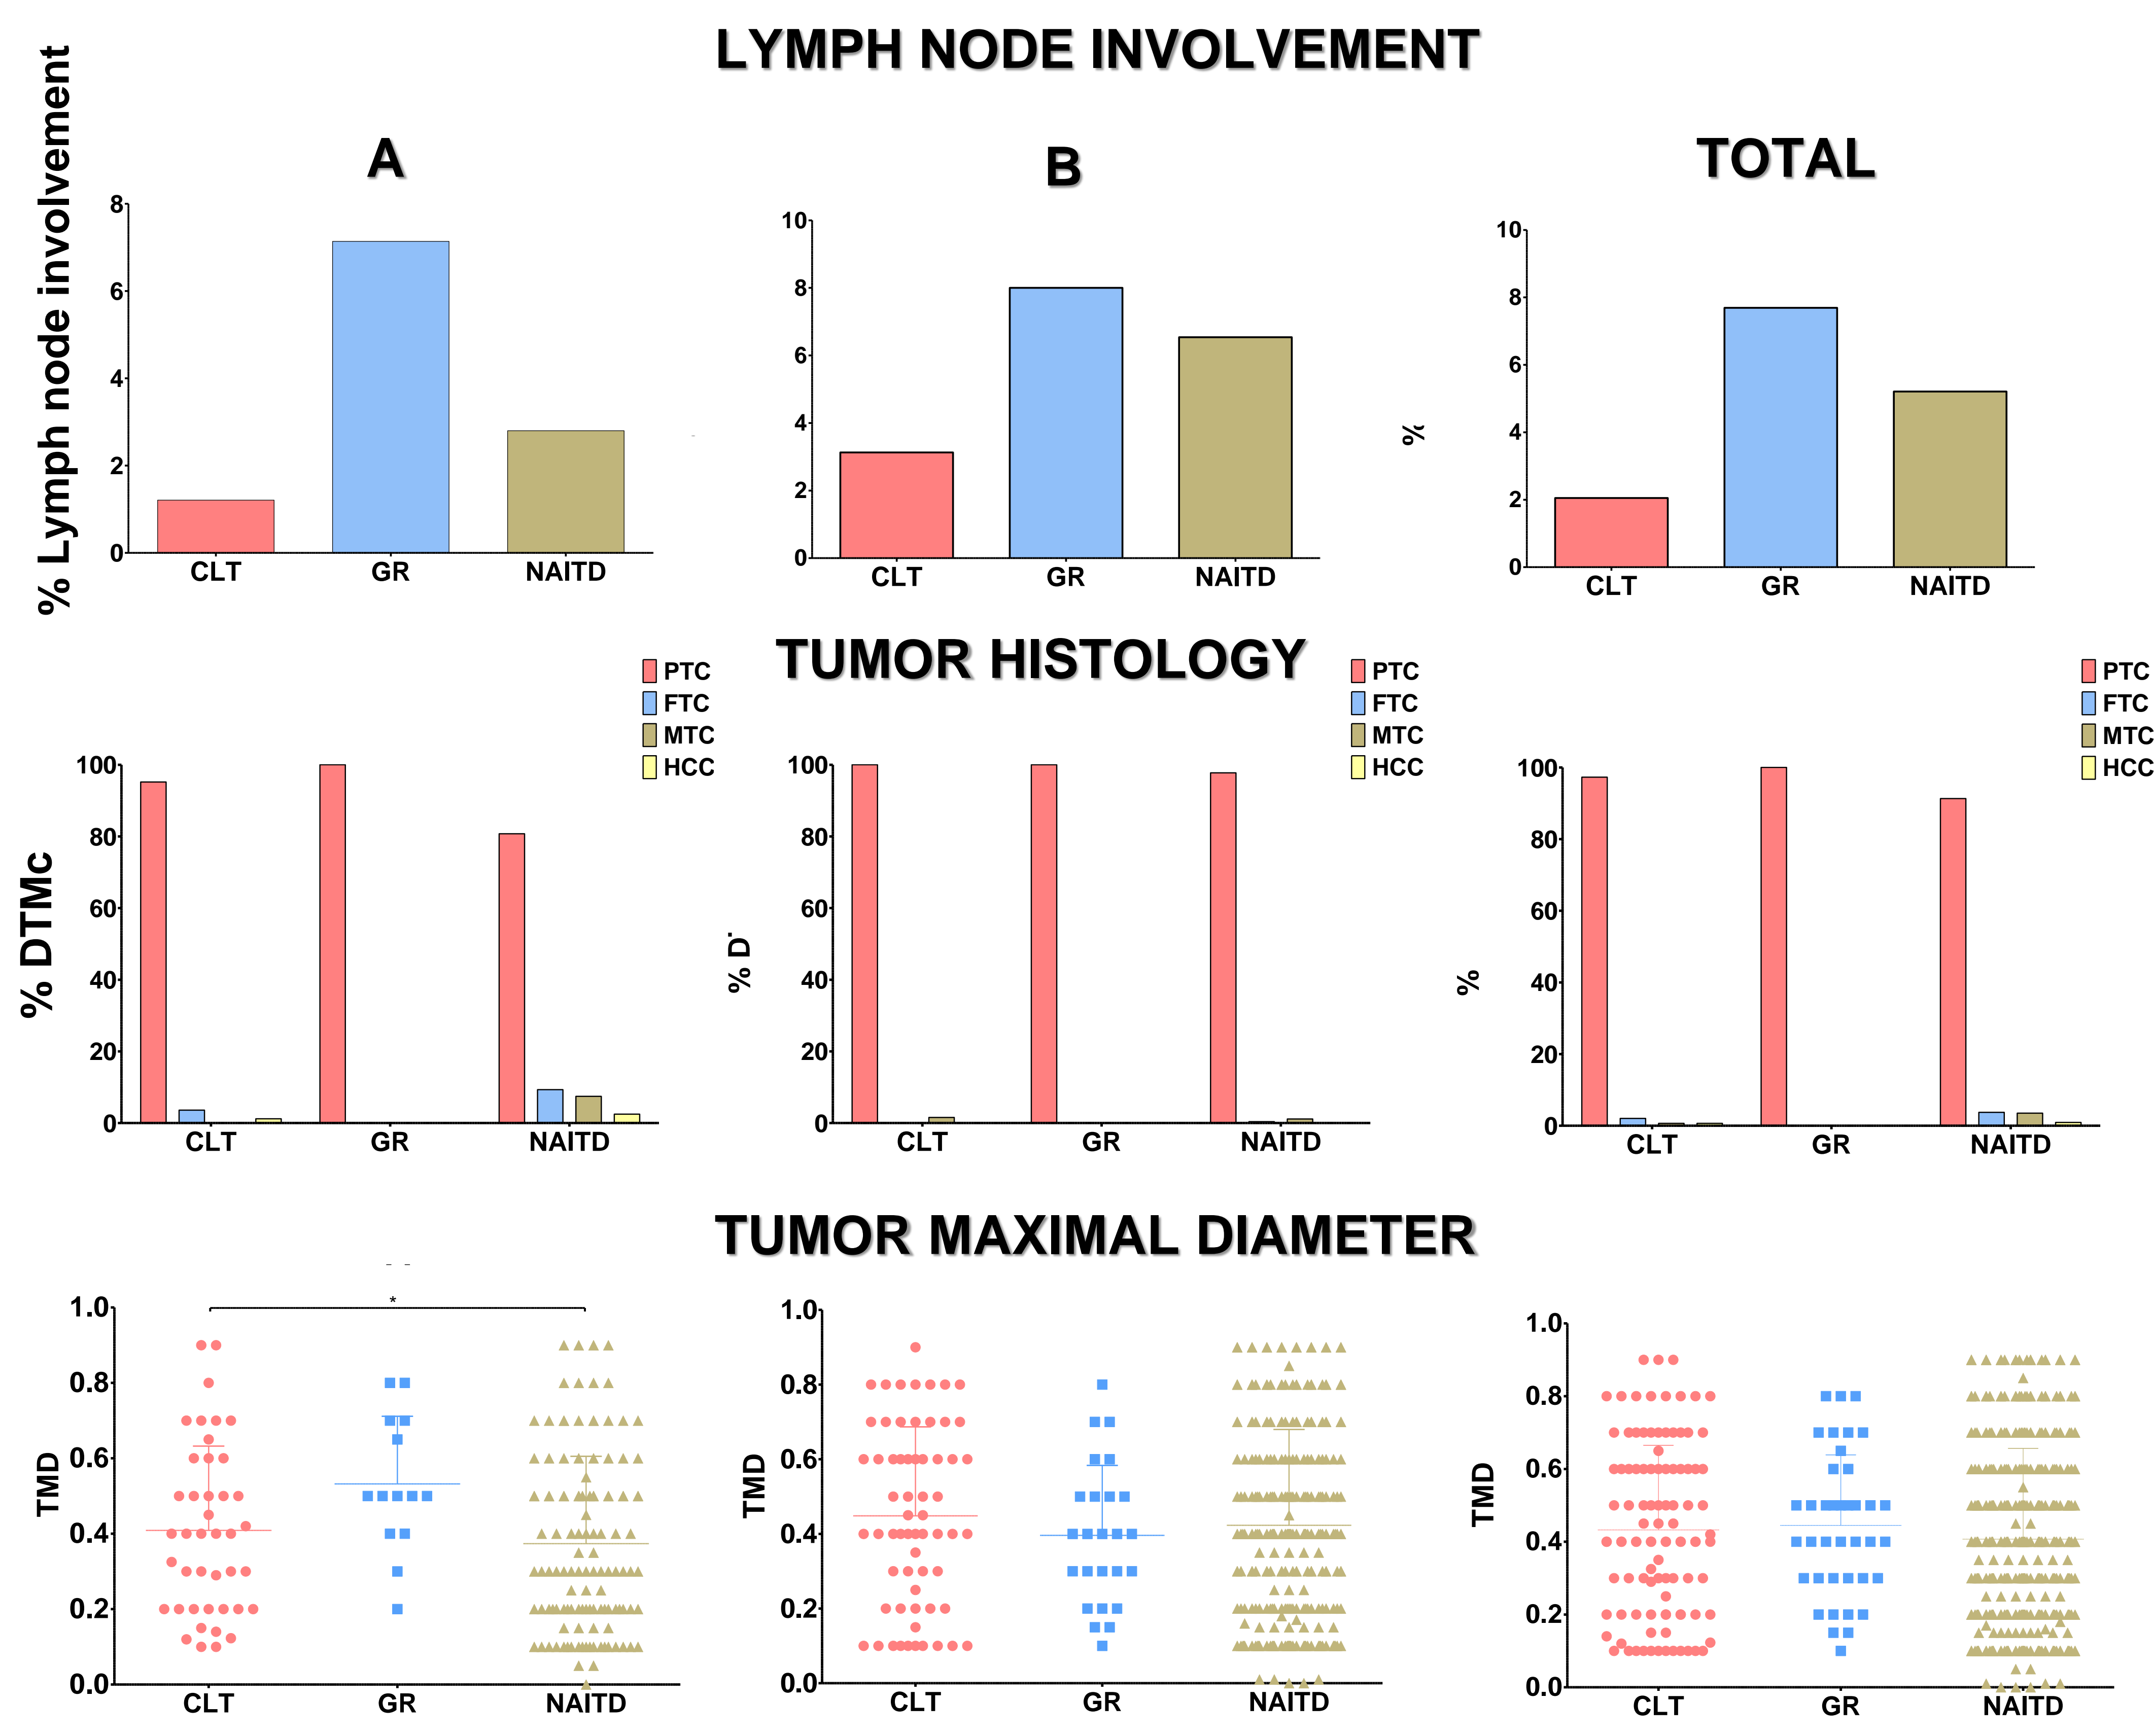 LYMPH NODE INVOLVEMENT
A
B
TOTAL
% Lymph node involvement
8
6
4
2
0
CLT GR NAITD
10
8
6
4
2
0
CLT GR NAITD
%
10
8
6
4
2
0
CLT GR NAITD
TUMOR HISTOLOGY
PTC
FTC
MTC
HCC
PTC
FTC
MTC
HCC
PTC
FTC
MTC
HCC
% DTMc
100
80
60
40
20
0
CLT GR NAITD
% D
100
80
60
40
20
0
CLT GR NAITD
%
100
80
60
40
20
0
CLT GR NAITD
TUMOR MAXIMAL DIAMETER
TMD
1.0
0.8
0.6
0.4
0.2
0.0
*
CLT GR NAITD
TMD
1.0
0.8
0.6
0.4
0.2
0.0
CLT GR NAITD
TMD
1.0
0.8
0.6
0.4
0.2
0.0
CLT GR NAITD